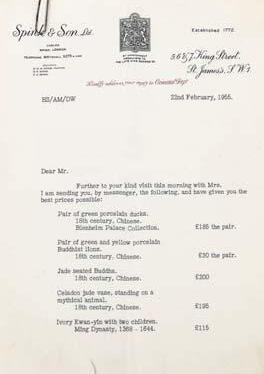 Spink & Son, Ltd.
Established 1772.
5, 6 & 7, King Street,
St. James's, S.W.1.
BY APPOINTMENT
Kindly address your reply to Oriental Dept
BS/AM/DW
22nd February, 1955.
Dear Mr.
Further to your kind visit this morning with Mrs.
I am sending you, by messenger, the following, and have given you the
best prices possible:
Pair of green porcelain ducks.
18th century, Chinese.
Blenheim Palace Collection. £185 the pair.
Pair of green and yellow porcelain
Buddhist lions.
18th century, Chinese. £30 the pair.
Jade seated Buddha.
18th century, Chinese. £200
Celadon jade vase, standing on a
mythical animal.
18th century, Chinese. £195
Ivory Kwan-yin with two children.
Ming Dynasty, 1368 - 1644. £115